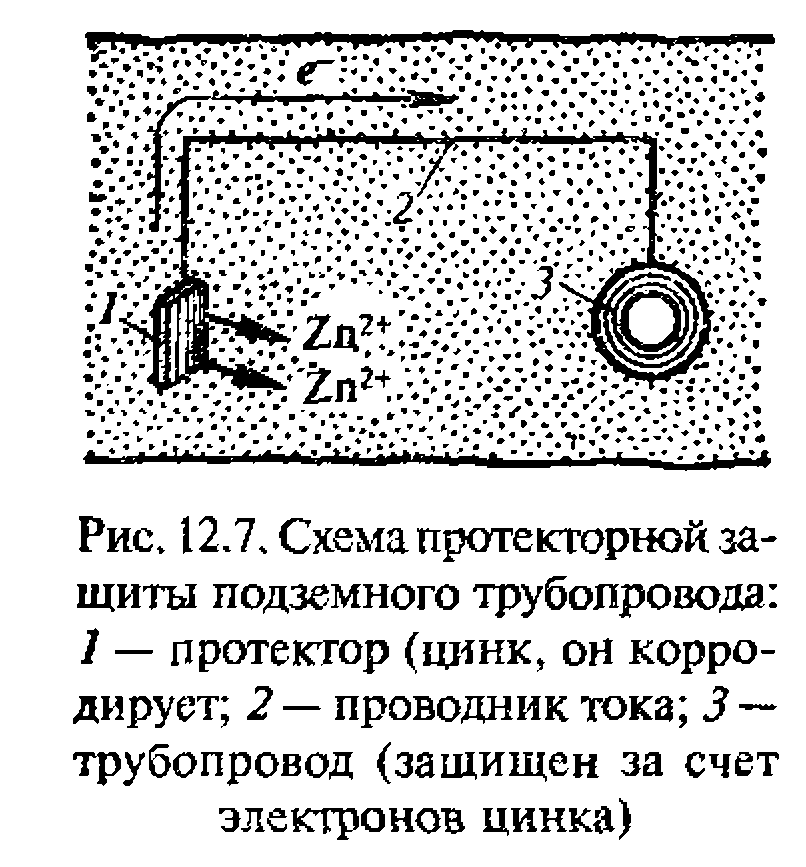 e⁻
2
3
1
Zn²⁺
Zn²⁺
Рис. 12.7. Схема протекторной за-
щиты подземного трубопровода:
1 — протектор (цинк, он корро-
дирует; 2 — проводник тока; 3 —
трубопровод (защищен за счет
электронов цинка)